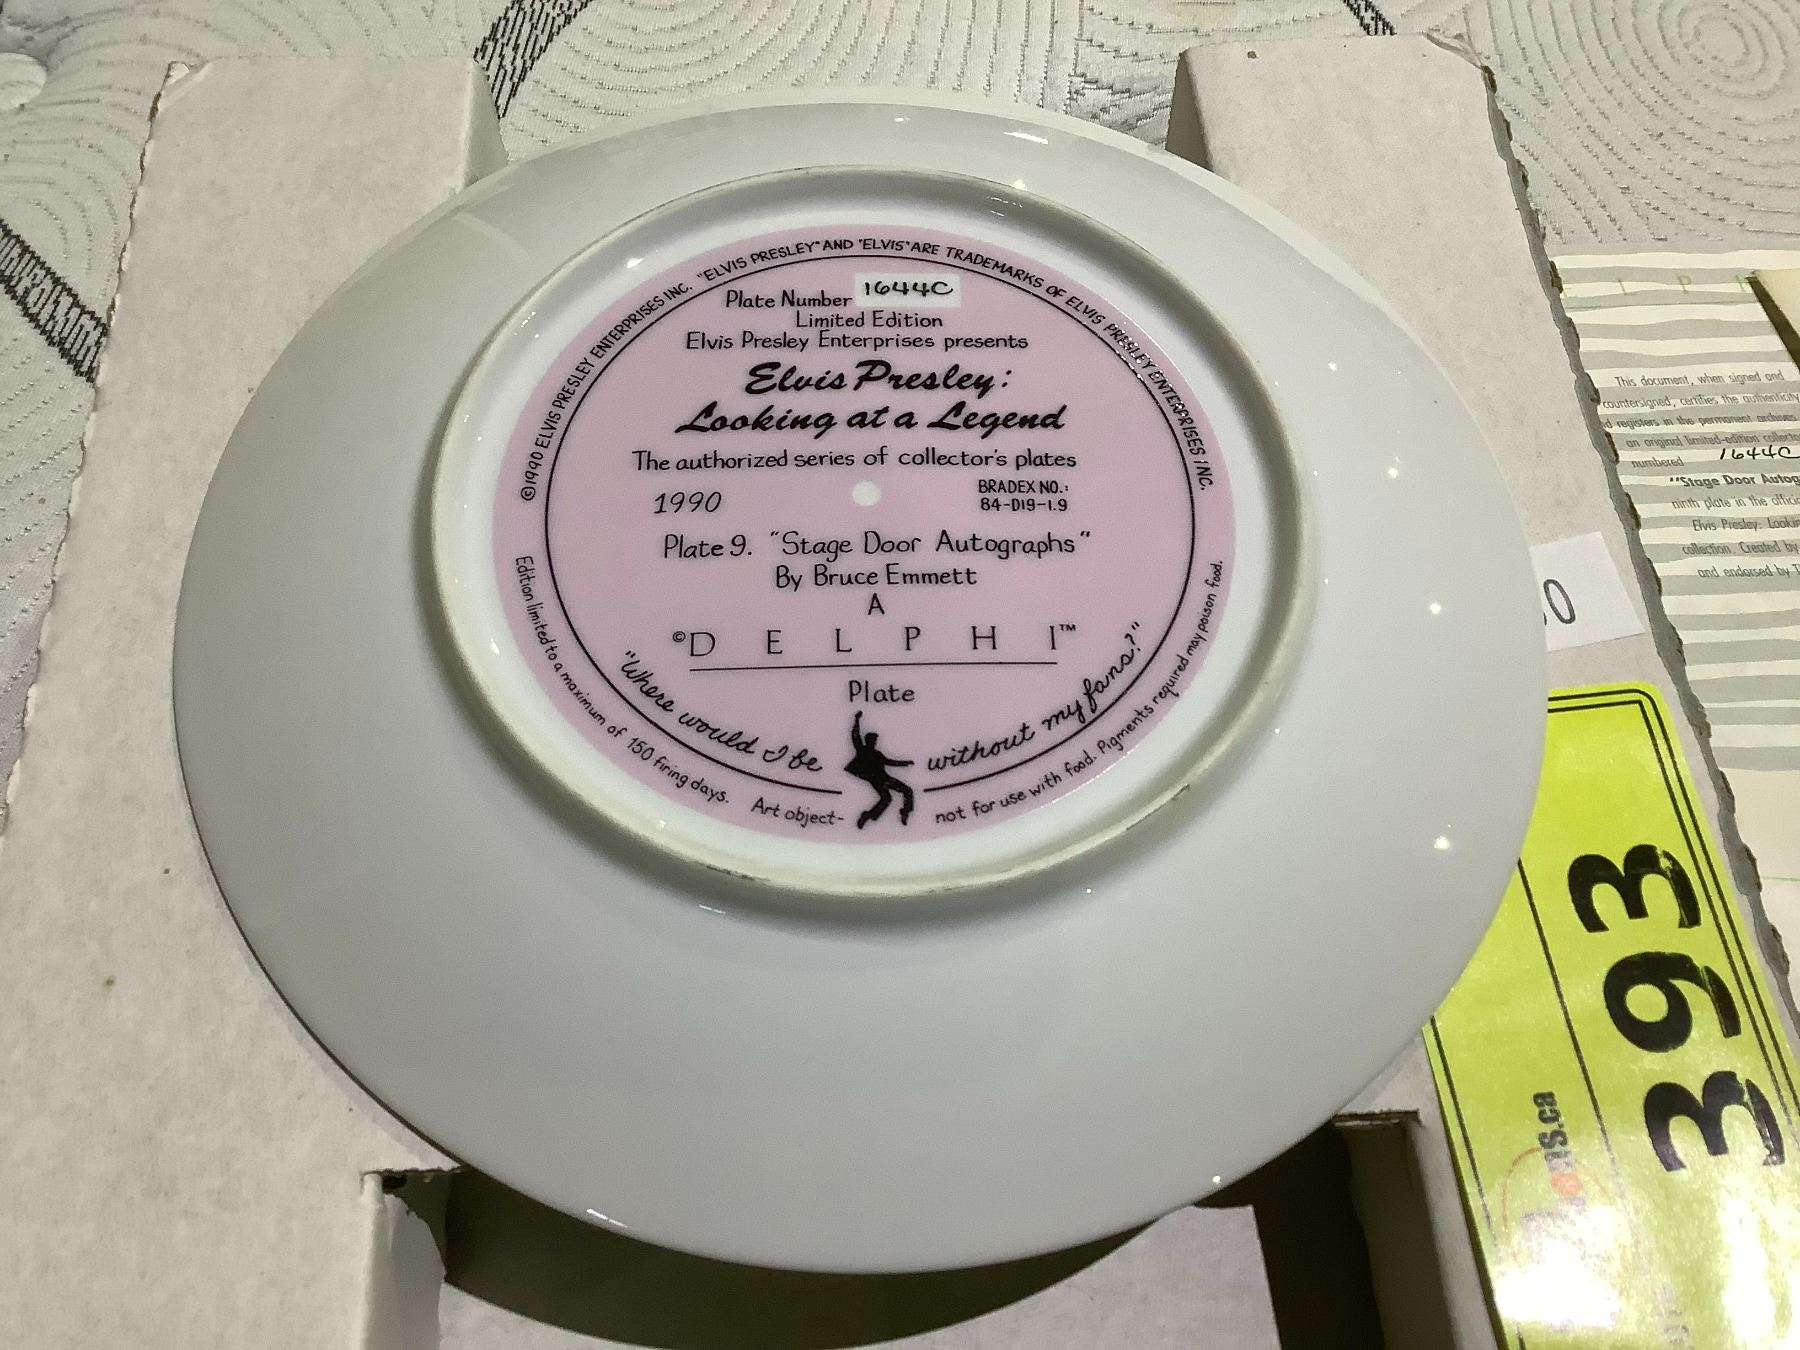 ©1990 ELVIS PRESLEY ENTERPRISES INC. "ELVIS PRESLEY" AND "ELVIS" ARE TRADEMARKS OF ELVIS PRESLEY ENTERPRISES INC.
Plate Number 1644C
Limited Edition
Elvis Presley Enterprises presents
Elvis Presley:
Looking at a Legend
The authorized series of collector's plates
1990
BRADEX NO.:
84-D19-1.9
Plate 9. "Stage Door Autographs"
By Bruce Emmett
A
©DELPHI™
Plate
"Where would I be without my fans?"
Edition limited to a maximum of 150 firing days. Art object- not for use with food. Pigments required may poison food.
This document, when signed and
countersigned, certifies the authenticity
registers in the permanent archives
an original limited-edition
numbered 1644C
"Stage Door
ninth plate in the
Elvis Presley:
collection. Created by
and endorsed by
0
393
ns.ca